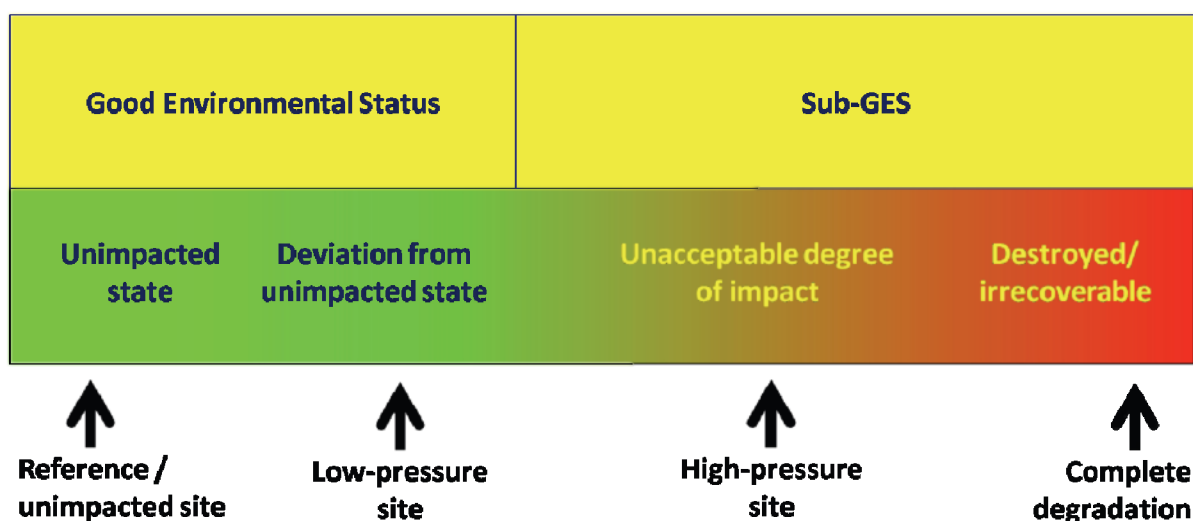 Good Environmental Status
Sub-GES
Unimpacted
state
Deviation from
unimpacted state
Unacceptable degree
of impact
Destroyed/
irrecoverable
Reference /
unimpacted site
Low-pressure
site
High-pressure
site
Complete
degradation